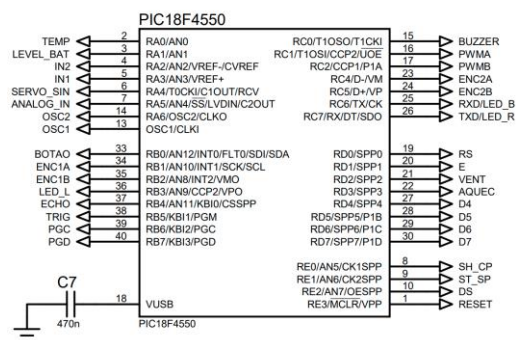 PIC18F4550
TEMP 2 RA0/AN0 RC0/T1OSO/T1CKI 15 BUZZER
LEVEL_BAT 3 RA1/AN1 RC1/T1OSI/CCP2/UOE 16 PWMA
IN2 4 RA2/AN2/VREF-/CVREF RC2/CCP1/P1A 17 PWMB
IN1 5 RA3/AN3/VREF+ RC4/D-/VM 23 ENC2A
SERVO_SIN 6 RA4/T0CKI/C1OUT/RCV RC5/D+/VP 24 ENC2B
ANALOG_IN 7 RA5/AN4/SS/LVDIN/C2OUT RC6/TX/CK 25 RXD/LED_B
OSC2 14 RA6/OSC2/CLKO RC7/RX/DT/SDO 26 TXD/LED_R
OSC1 13 OSC1/CLKI
BOTAO 33 RB0/AN12/INT0/FLT0/SDI/SDA RD0/SPP0 19 RS
ENC1A 34 RB1/AN10/INT1/SCK/SCL RD1/SPP1 20 E
ENC1B 35 RB2/AN8/INT2/VMO RD2/SPP2 21 VENT
LED_L 36 RB3/AN9/CCP2/VPO RD3/SPP3 22 AQUEC
ECHO 37 RB4/AN11/KBI0/CSSPP RD4/SPP4 27 D4
TRIG 38 RB5/KBI1/PGM RD5/SPP5/P1B 28 D5
PGC 39 RB6/KBI2/PGC RD6/SPP6/P1C 29 D6
PGD 40 RB7/KBI3/PGD RD7/SPP7/P1D 30 D7
RE0/AN5/CK1SPP 8 SH_CP
RE1/AN6/CK2SPP 9 ST_SP
RE2/AN7/OESPP 10 DS
C7 18 VUSB RE3/MCLR/VPP 1 RESET
470n PIC18F4550